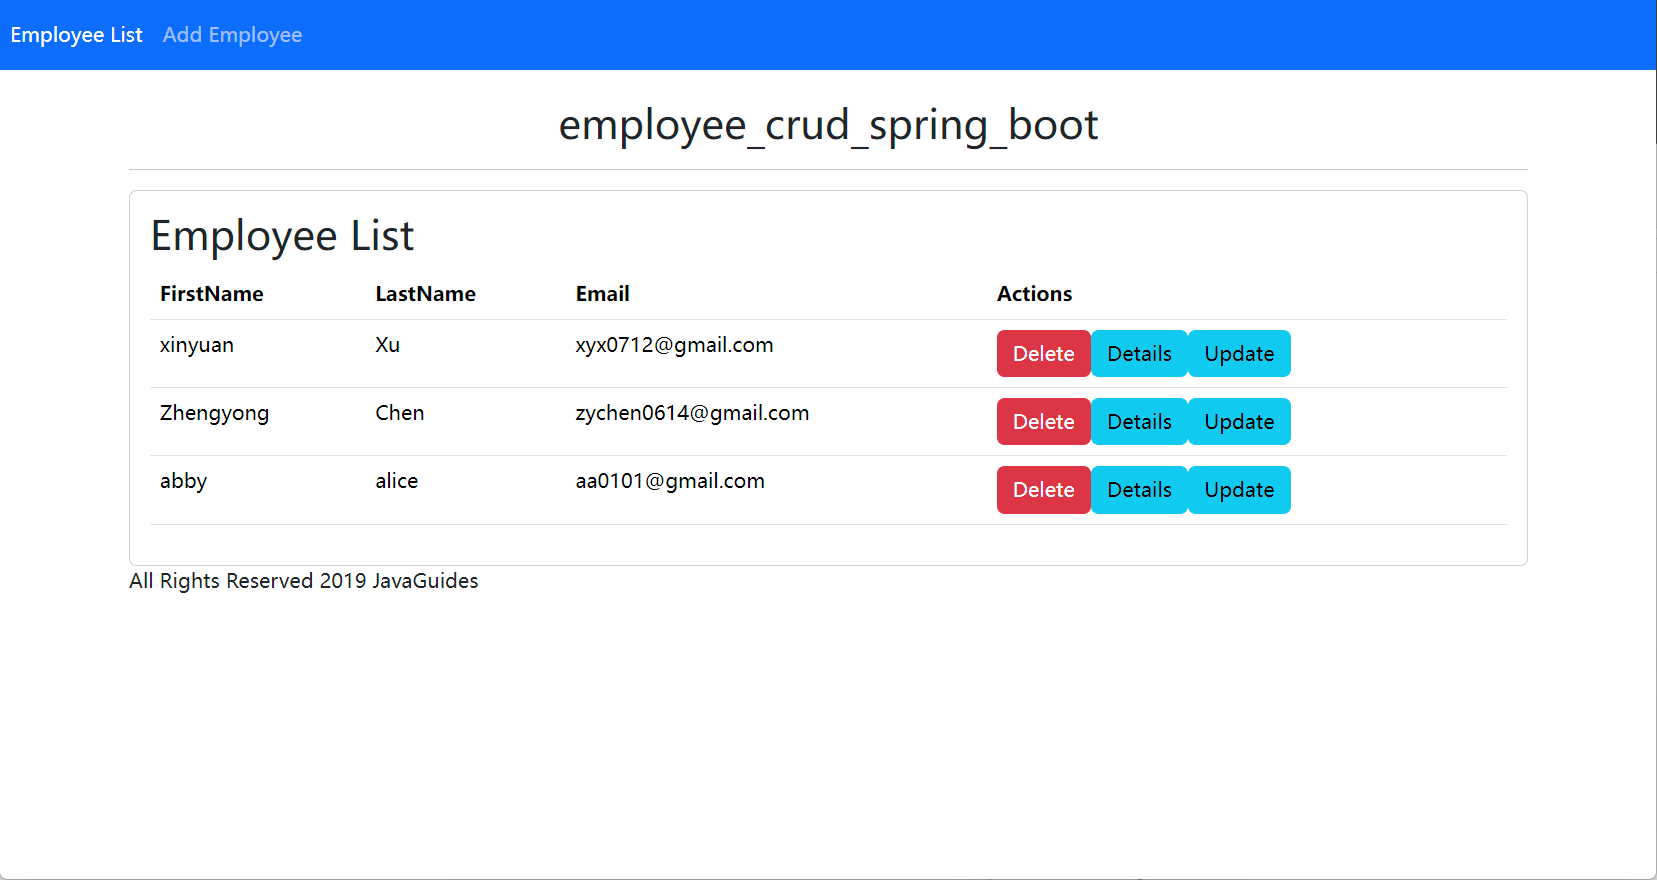 Employee List Add Employee
employee_crud_spring_boot
Employee List
FirstName LastName Email Actions
xinyuan Xu xyx0712@gmail.com Delete Details Update
Zhengyong Chen zychen0614@gmail.com Delete Details Update
abby alice aa0101@gmail.com Delete Details Update
All Rights Reserved 2019 JavaGuides